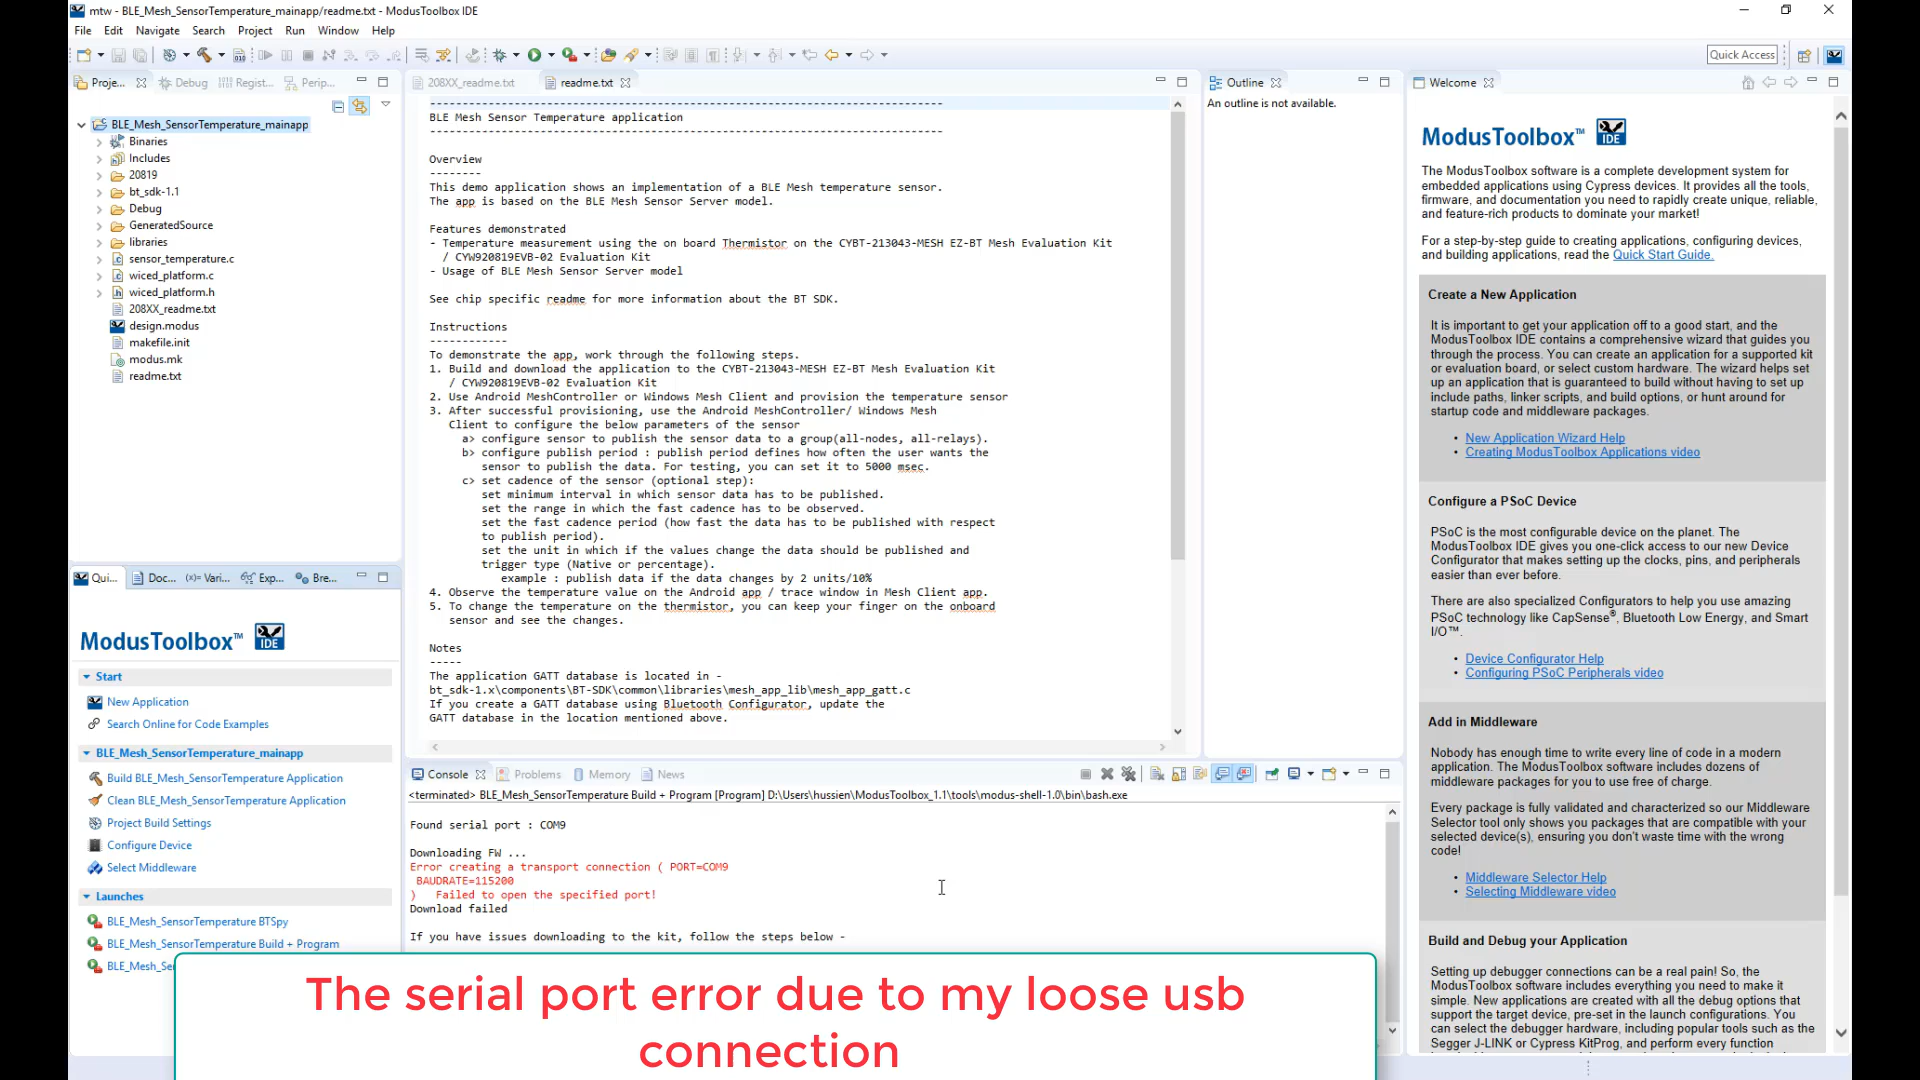 mtw - BLE_Mesh_SensorTemperature_mainapp/readme.txt - ModusToolbox IDE
File Edit Navigate Search Project Run Window Help
Quick Access
Proje... Debug Regist... Perip...
BLE_Mesh_SensorTemperature_mainapp
Binaries
Includes
20819
bt_sdk-1.1
Debug
GeneratedSource
libraries
sensor_temperature.c
wiced_platform.c
wiced_platform.h
208XX_readme.txt
design.modus
makefile.init
modus.mk
readme.txt
208XX_readme.txt readme.txt
--------------------------------------------------------------------------------
BLE Mesh Sensor Temperature application
--------------------------------------------------------------------------------
Overview
--------
This demo application shows an implementation of a BLE Mesh temperature sensor.
The app is based on the BLE Mesh Sensor Server model.
Features demonstrated
- Temperature measurement using the on board Thermistor on the CYBT-213043-MESH EZ-BT Mesh Evaluation Kit
/ CYW920819EVB-02 Evaluation Kit
- Usage of BLE Mesh Sensor Server model
See chip specific readme for more information about the BT SDK.
Instructions
------------
To demonstrate the app, work through the following steps.
1. Build and download the application to the CYBT-213043-MESH EZ-BT Mesh Evaluation Kit
/ CYW920819EVB-02 Evaluation Kit
2. Use Android MeshController or Windows Mesh Client and provision the temperature sensor
3. After successful provisioning, use the Android MeshController/ Windows Mesh
Client to configure the below parameters of the sensor
a> configure sensor to publish the sensor data to a group(all-nodes, all-relays).
b> configure publish period : publish period defines how often the user wants the
sensor to publish the data. For testing, you can set it to 5000 msec.
c> set cadence of the sensor (optional step):
set minimum interval in which sensor data has to be published.
set the range in which the fast cadence has to be observed.
set the fast cadence period (how fast the data has to be published with respect
to publish period).
set the unit in which if the values change the data should be published and
trigger type (Native or percentage).
example : publish data if the data changes by 2 units/10%
4. Observe the temperature value on the Android app / trace window in Mesh Client app.
5. To change the temperature on the thermistor, you can keep your finger on the onboard
sensor and see the changes.
Notes
-----
The application GATT database is located in -
bt_sdk-1.x\components\BT-SDK\common\libraries\mesh_app_lib\mesh_app_gatt.c
If you create a GATT database using Bluetooth Configurator, update the
GATT database in the location mentioned above.
Outline
An outline is not available.
Welcome
ModusToolbox™ IDE
The ModusToolbox software is a complete development system for
embedded applications using Cypress devices. It provides all the tools,
firmware, and documentation you need to rapidly create unique, reliable,
and feature-rich products to dominate your market!
For a step-by-step guide to creating applications, configuring devices,
and building applications, read the Quick Start Guide.
Create a New Application
It is important to get your application off to a good start, and the
ModusToolbox IDE contains a comprehensive wizard that guides you
through the process. You can create an application for a supported kit
or evaluation board, or select custom hardware. The wizard helps set
up an application that is guaranteed to build without having to set up
include paths, linker scripts, and build options, or hunt around for
startup code and middleware packages.
• New Application Wizard Help
• Creating ModusToolbox Applications video
Configure a PSoC Device
PSoC is the most configurable device on the planet. The
ModusToolbox IDE gives you one-click access to our new Device
Configurator that makes setting up the clocks, pins, and peripherals
easier than ever before.
There are also specialized Configurators to help you use amazing
PSoC technology like CapSense®, Bluetooth Low Energy, and Smart
I/O™.
• Device Configurator Help
• Configuring PSoC Peripherals video
Add in Middleware
Nobody has enough time to write every line of code in a modern
application. The ModusToolbox software includes dozens of
middleware packages for you to use free of charge.
Every package is fully validated and characterized so our Middleware
Selector tool only shows you packages that are compatible with your
selected device(s), ensuring you don't waste time with the wrong
code!
• Middleware Selector Help
• Selecting Middleware video
Build and Debug your Application
Setting up debugger connections can be a real pain! So, the
ModusToolbox software includes everything you need to make it
simple. New applications are created with all the debug options that
support the target device, pre-set in the launch configurations. You
can select the debugger hardware, including popular tools such as the
Segger J-LINK or Cypress KitProg, and perform every function
Qui... Doc... (x)= Vari... Exp... Bre...
ModusToolbox™ IDE
Start
New Application
Search Online for Code Examples
BLE_Mesh_SensorTemperature_mainapp
Build BLE_Mesh_SensorTemperature Application
Clean BLE_Mesh_SensorTemperature Application
Project Build Settings
Configure Device
Select Middleware
Launches
BLE_Mesh_SensorTemperature BTSpy
BLE_Mesh_SensorTemperature Build + Program
BLE_Mesh_Se
Console Problems Memory News
<terminated> BLE_Mesh_SensorTemperature Build + Program [Program] D:\Users\hussien\ModusToolbox_1.1\tools\modus-shell-1.0\bin\bash.exe
Found serial port : COM9
Downloading FW ...
Error creating a transport connection ( PORT=COM9
BAUDRATE=115200
) Failed to open the specified port!
Download failed
If you have issues downloading to the kit, follow the steps below -
The serial port error due to my loose usb
connection